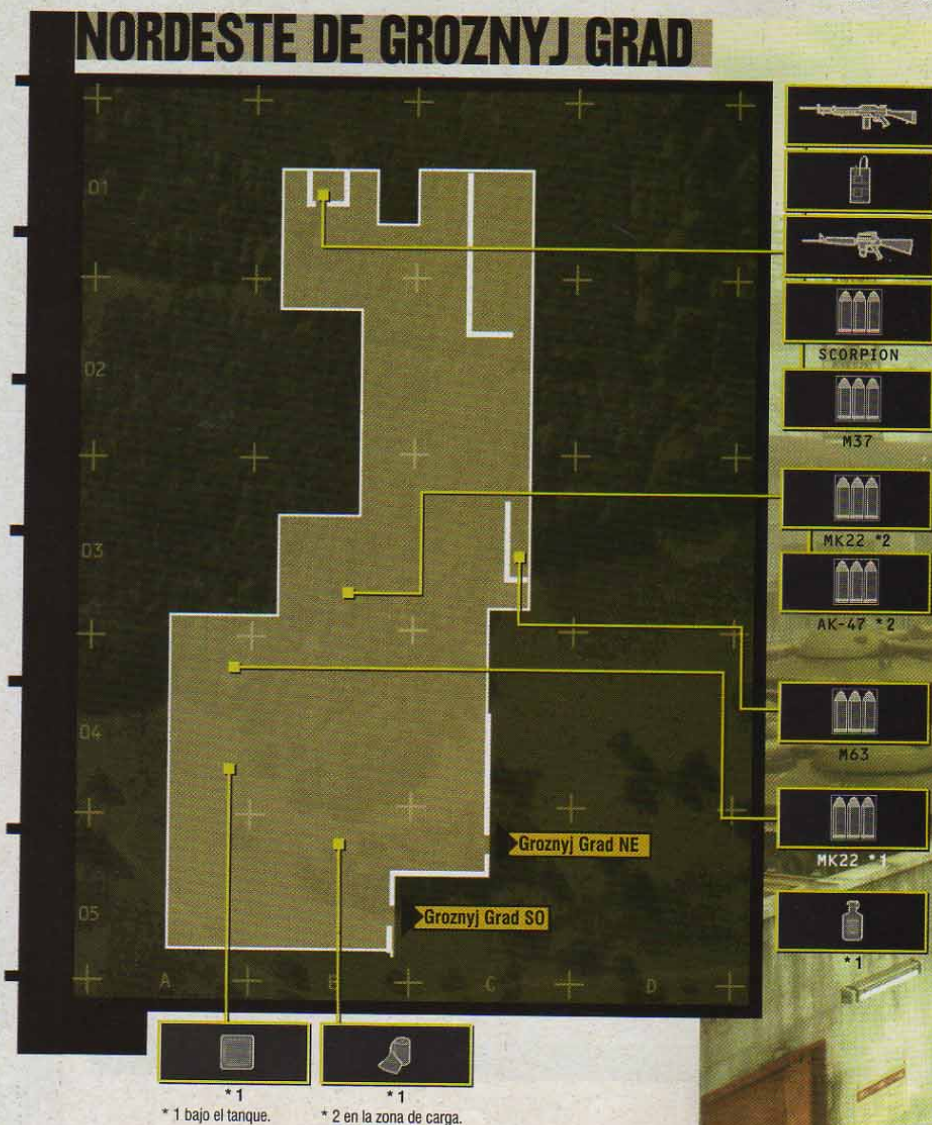 NORDESTE DE GROZNYJ GRAD
01
SCORPION
02
M37
MK22 *2
03
AK-47 *2
M63
04
MK22 *1
Groznyj Grad NE
05
Groznyj Grad SO
*1
A
B
C
D
*1
*1
* 1 bajo el tanque.
* 2 en la zona de carga.